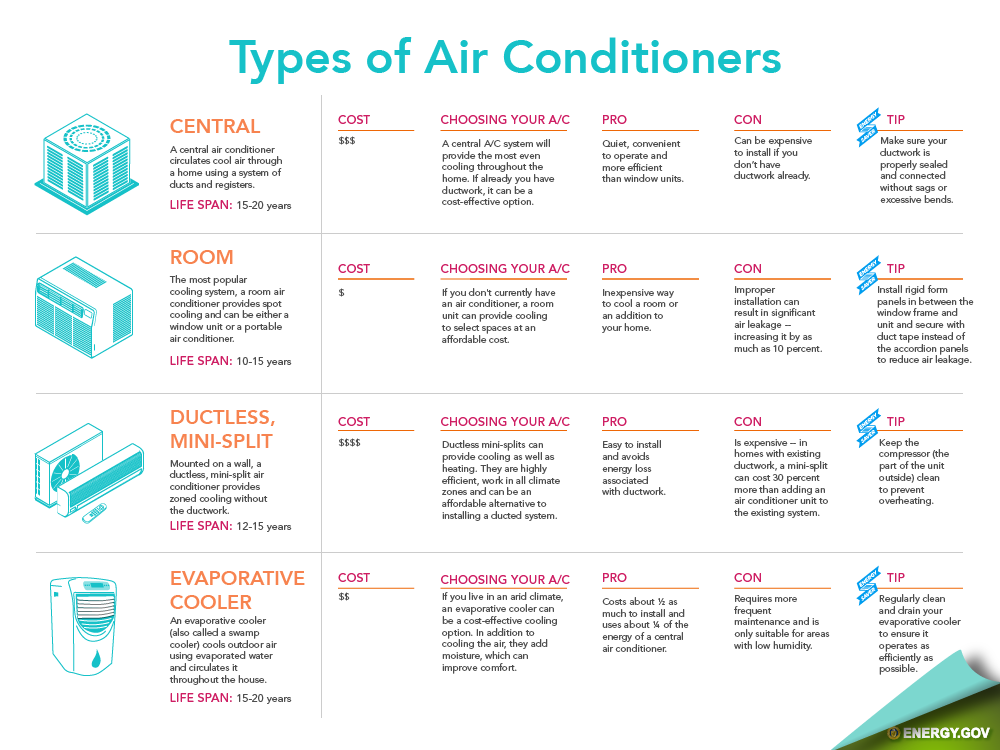 Types of Air Conditioners
CENTRAL
A central air conditioner
circulates cool air through
a home using a system of
ducts and registers.
LIFE SPAN: 15-20 years
COST
$$$
CHOOSING YOUR A/C
A central A/C system will
provide the most even
cooling throughout the
home. If already you have
ductwork, it can be a
cost-effective option.
PRO
Quiet, convenient
to operate and
more efficient
than window units.
CON
Can be expensive
to install if you
don't have
ductwork already.
ENERGY
SAVER
TIP
Make sure your
ductwork is
properly sealed
and connected
without sags or
excessive bends.
ROOM
The most popular
cooling system, a room air
conditioner provides spot
cooling and can be either a
window unit or a portable
air conditioner.
LIFE SPAN: 10-15 years
COST
$
CHOOSING YOUR A/C
If you don't currently have
an air conditioner, a room
unit can provide cooling
to select spaces at an
affordable cost.
PRO
Inexpensive way
to cool a room or
an addition to
your home.
CON
Improper
installation can
result in significant
air leakage –
increasing it by as
much as 10 percent.
ENERGY
SAVER
TIP
Install rigid form
panels in between the
window frame and
unit and secure with
duct tape instead of
the accordion panels
to reduce air leakage.
DUCTLESS,
MINI-SPLIT
Mounted on a wall, a
ductless, mini-split air
conditioner provides
zoned cooling without
the ductwork.
LIFE SPAN: 12-15 years
COST
$$$$
CHOOSING YOUR A/C
Ductless mini-splits can
provide cooling as well as
heating. They are highly
efficient, work in all climate
zones and can be an
affordable alternative to
installing a ducted system.
PRO
Easy to install
and avoids
energy loss
associated
with ductwork.
CON
Is expensive – in
homes with existing
ductwork, a mini-split
can cost 30 percent
more than adding an
air conditioner unit to
the existing system.
ENERGY
SAVER
TIP
Keep the
compressor (the
part of the unit
outside) clean
to prevent
overheating.
EVAPORATIVE
COOLER
An evaporative cooler
(also called a swamp
cooler) cools outdoor air
using evaporated water
and circulates it
throughout the house.
LIFE SPAN: 15-20 years
COST
$$
CHOOSING YOUR A/C
If you live in an arid climate,
an evaporative cooler can
be a cost-effective cooling
option. In addition to
cooling the air, they add
moisture, which can
improve comfort.
PRO
Costs about ½ as
much to install and
uses about ¼ of the
energy of a central
air conditioner.
CON
Requires more
frequent
maintenance and is
only suitable for areas
with low humidity.
ENERGY
SAVER
TIP
Regularly clean
and drain your
evaporative cooler
to ensure it
operates as
efficiently as
possible.
ENERGY.GOV